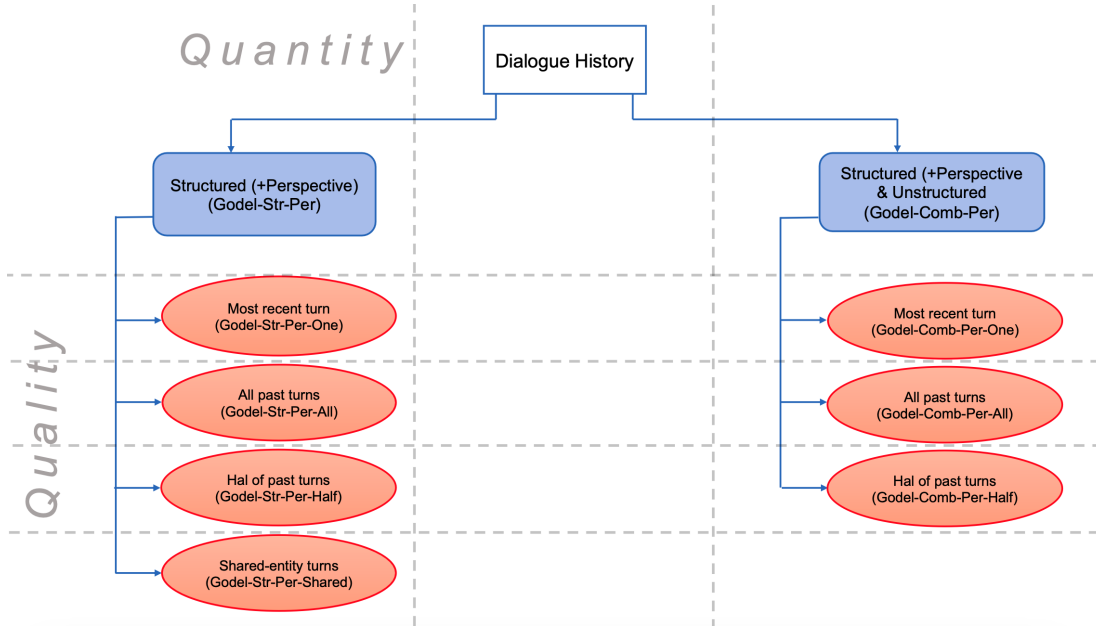 Quantity
Dialogue History
Structured (+Perspective)
(Godel-Str-Per)
Structured (+Perspective
& Unstructured
(Godel-Comb-Per)
Quality
Most recent turn
(Godel-Str-Per-One)
Most recent turn
(Godel-Comb-Per-One)
All past turns
(Godel-Str-Per-All)
All past turns
(Godel-Comb-Per-All)
Hal of past turns
(Godel-Str-Per-Half)
Hal of past turns
(Godel-Comb-Per-Half)
Shared-entity turns
(Godel-Str-Per-Shared)